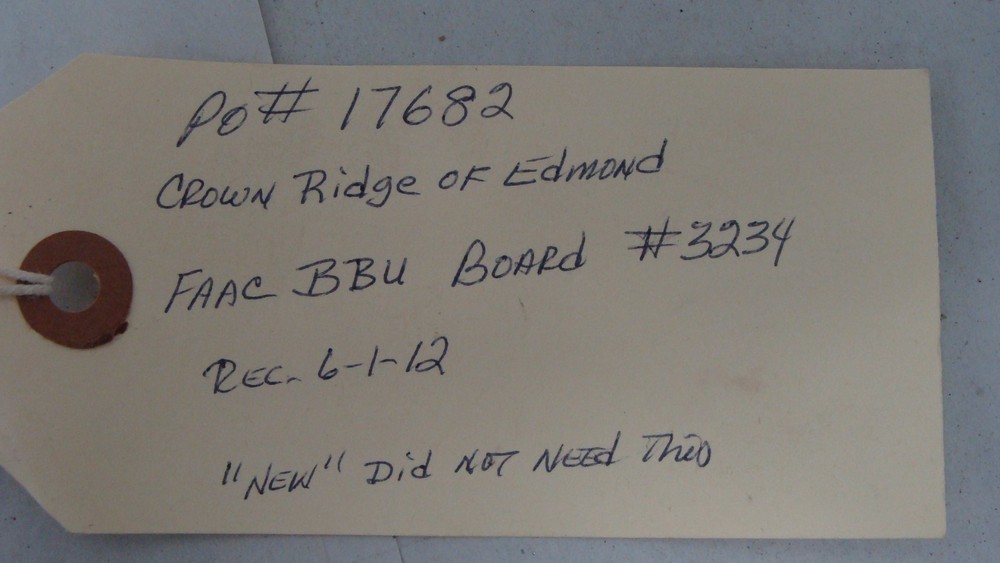 PO# 17682
CROWN Ridge OF Edmond
FAAC BBU BOARd #3234
REC. 6-1-12
"NEW" Did NOT NEEd This